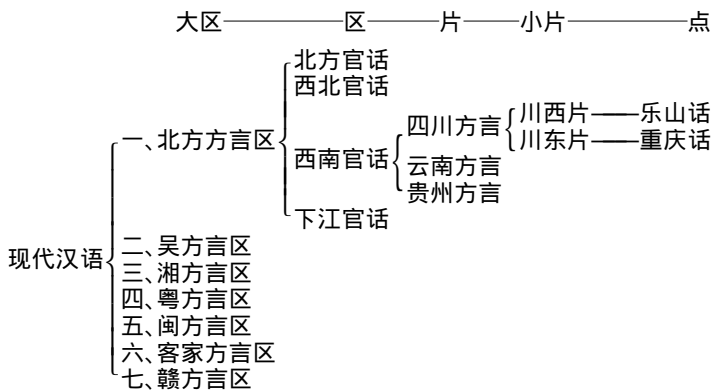 大区——区——片——小片——点
北方官话
西北官话
一、北方方言区
西南官话
四川方言
川西片——乐山话
川东片——重庆话
云南方言
贵州方言
下江官话
现代汉语
二、吴方言区
三、湘方言区
四、粤方言区
五、闽方言区
六、客家方言区
七、赣方言区